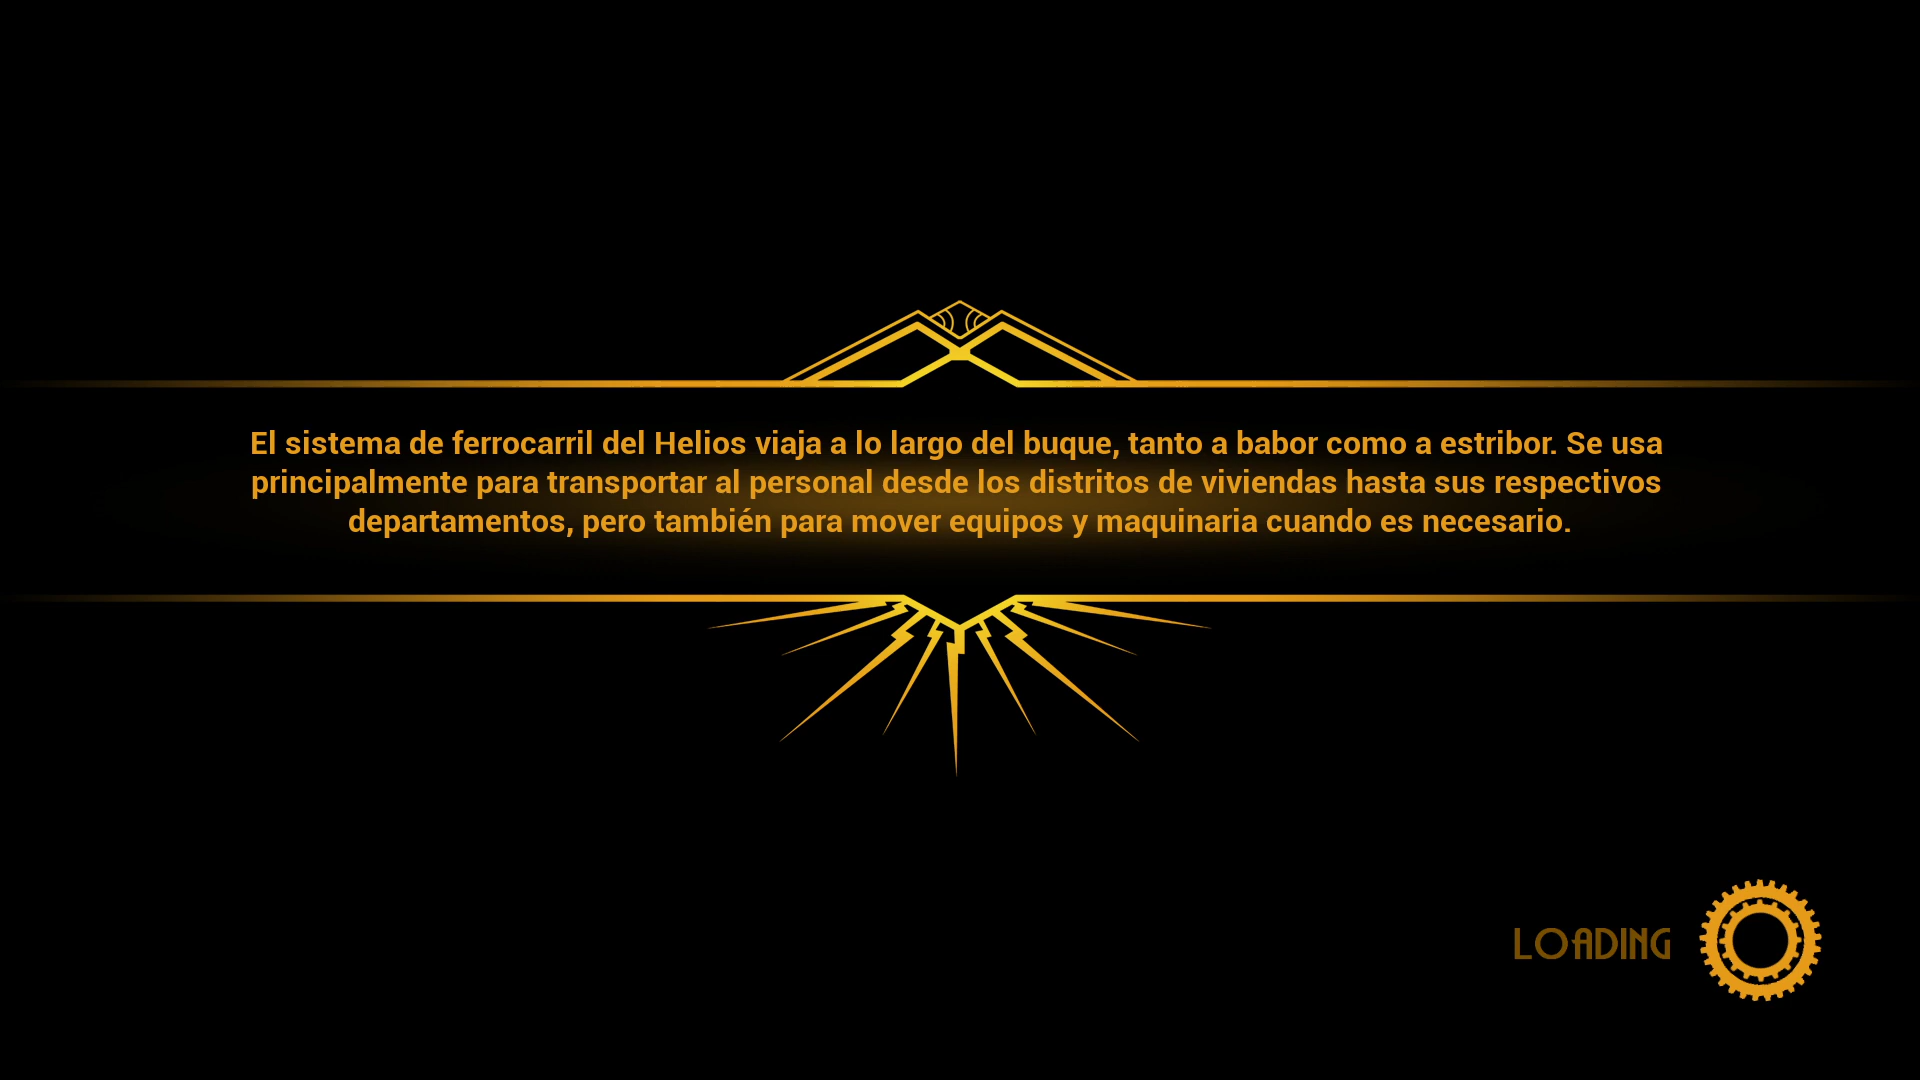 El sistema de ferrocarril del Helios viaja a lo largo del buque, tanto a babor como a estribor. Se usa
principalmente para transportar al personal desde los distritos de viviendas hasta sus respectivos
departamentos, pero también para mover equipos y maquinaria cuando es necesario.
LOADING